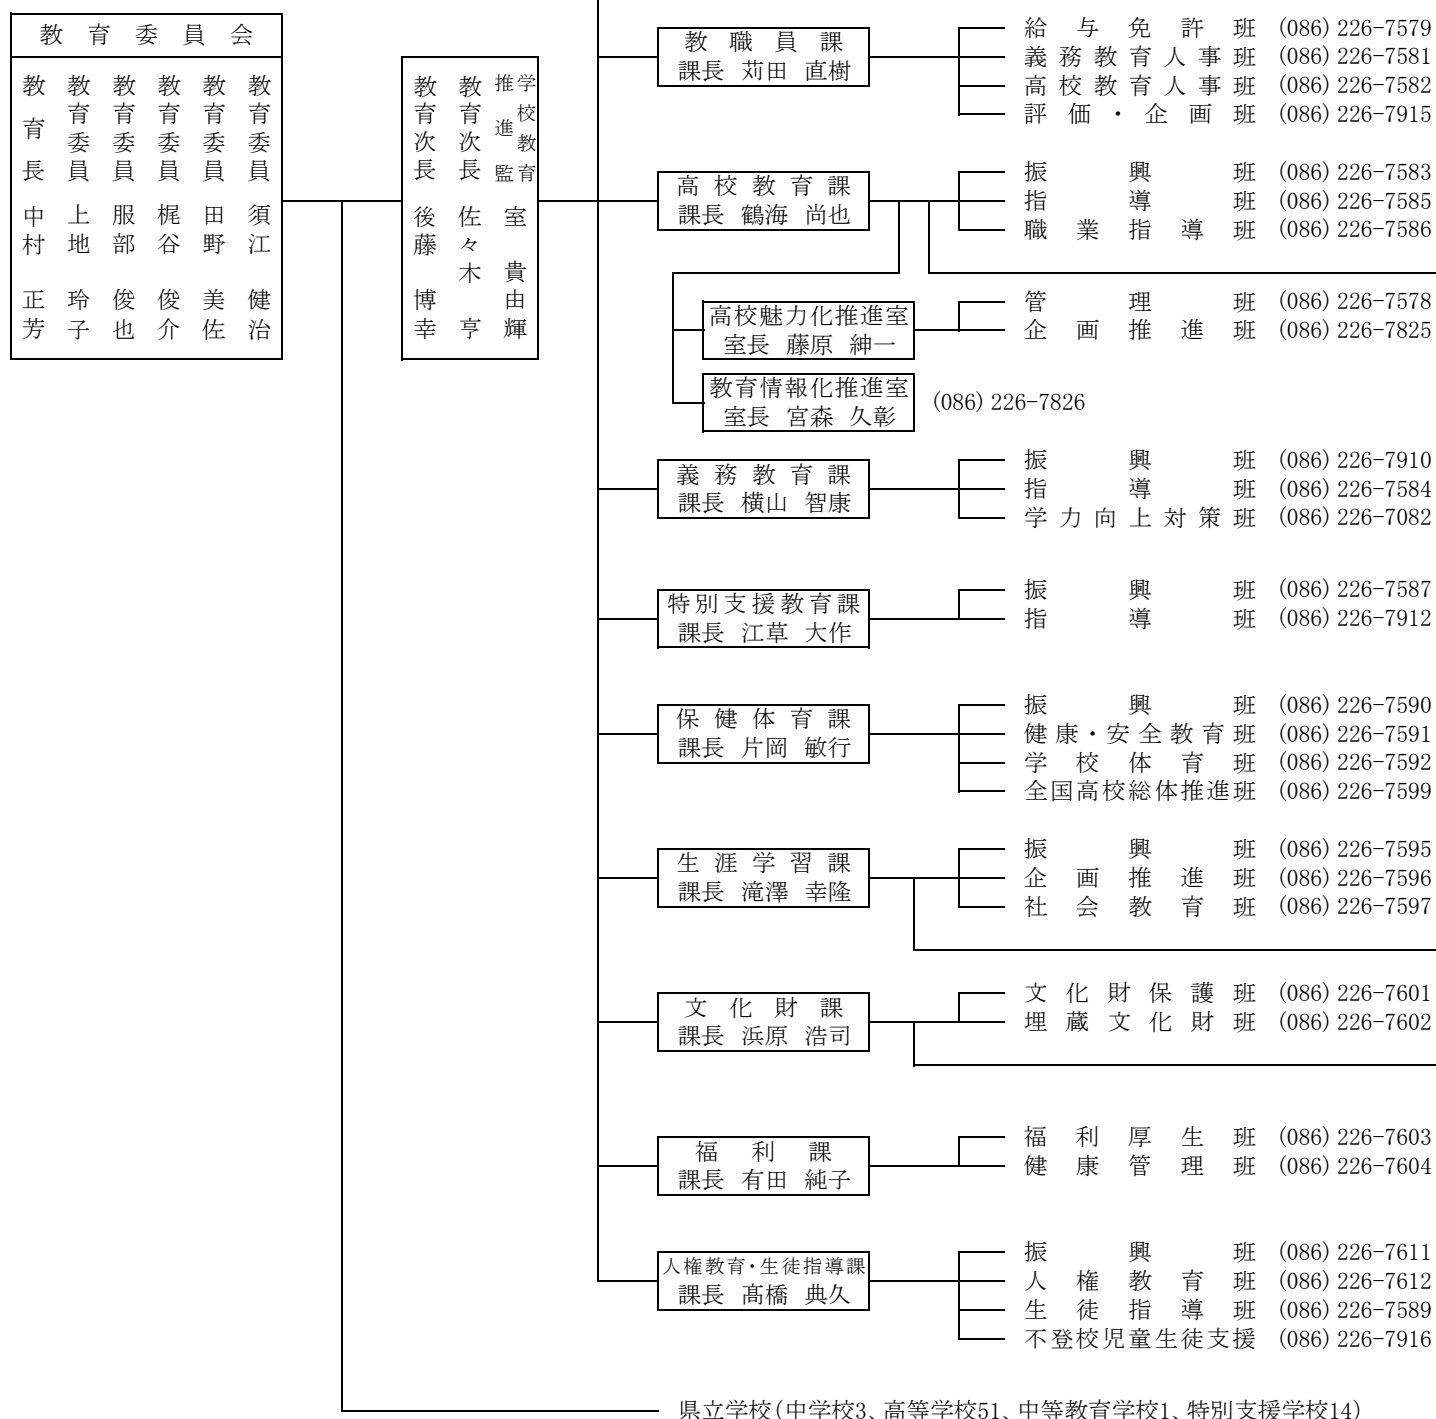 教育委員会
教育長 中村 正芳
教育委員 上地 玲子
教育委員 服部 俊也
教育委員 梶谷 俊介
教育委員 田野 美佐
教育委員 須江 健治
教育次長 後藤 博幸
教育次長 佐々木 亨
学校教育推進監 室 貴由輝
教職員課
課長 苅田 直樹
給与免許班 (086)226-7579
義務教育人事班 (086)226-7581
高校教育人事班 (086)226-7582
評価・企画班 (086)226-7915
高校教育課
課長 鶴海 尚也
振興班 (086)226-7583
指導班 (086)226-7585
職業指導班 (086)226-7586
高校魅力化推進室
室長 藤原 紳一
管理班 (086)226-7578
企画推進班 (086)226-7825
教育情報化推進室
室長 宮森 久彰
(086)226-7826
義務教育課
課長 横山 智康
振興班 (086)226-7910
指導班 (086)226-7584
学力向上対策班 (086)226-7082
特別支援教育課
課長 江草 大作
振興班 (086)226-7587
指導班 (086)226-7912
保健体育課
課長 片岡 敏行
振興班 (086)226-7590
健康・安全教育班 (086)226-7591
学校体育班 (086)226-7592
全国高校総体推進班 (086)226-7599
生涯学習課
課長 滝澤 幸隆
振興班 (086)226-7595
企画推進班 (086)226-7596
社会教育班 (086)226-7597
文化財課
課長 浜原 浩司
文化財保護班 (086)226-7601
埋蔵文化財班 (086)226-7602
福利課
課長 有田 純子
福利厚生班 (086)226-7603
健康管理班 (086)226-7604
人権教育・生徒指導課
課長 髙橋 典久
振興班 (086)226-7611
人権教育班 (086)226-7612
生徒指導班 (086)226-7589
不登校児童生徒支援 (086)226-7916
県立学校(中学校3、高等学校51、中等教育学校1、特別支援学校14)